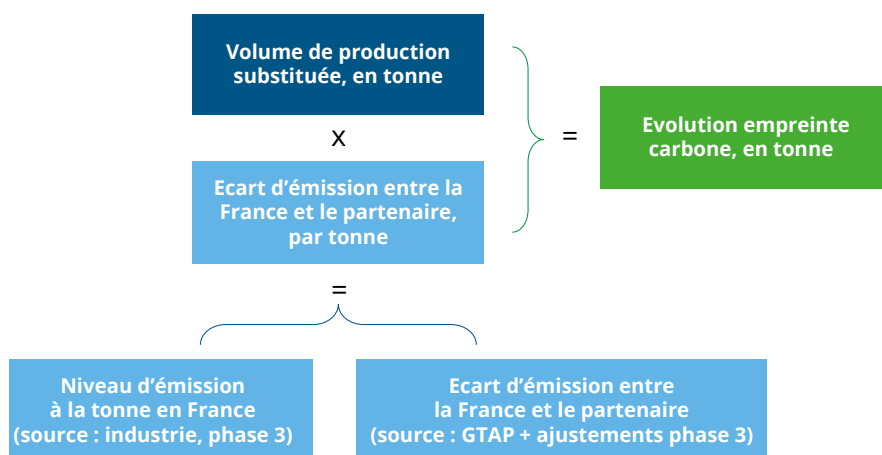 Volume de production
substituée, en tonne
x
Ecart d’émission entre la
France et le partenaire,
par tonne
=
Evolution empreinte
carbone, en tonne
=
Niveau d’émission
à la tonne en France
(source : industrie, phase 3)
Ecart d’émission entre
la France et le partenaire
(source : GTAP + ajustements phase 3)